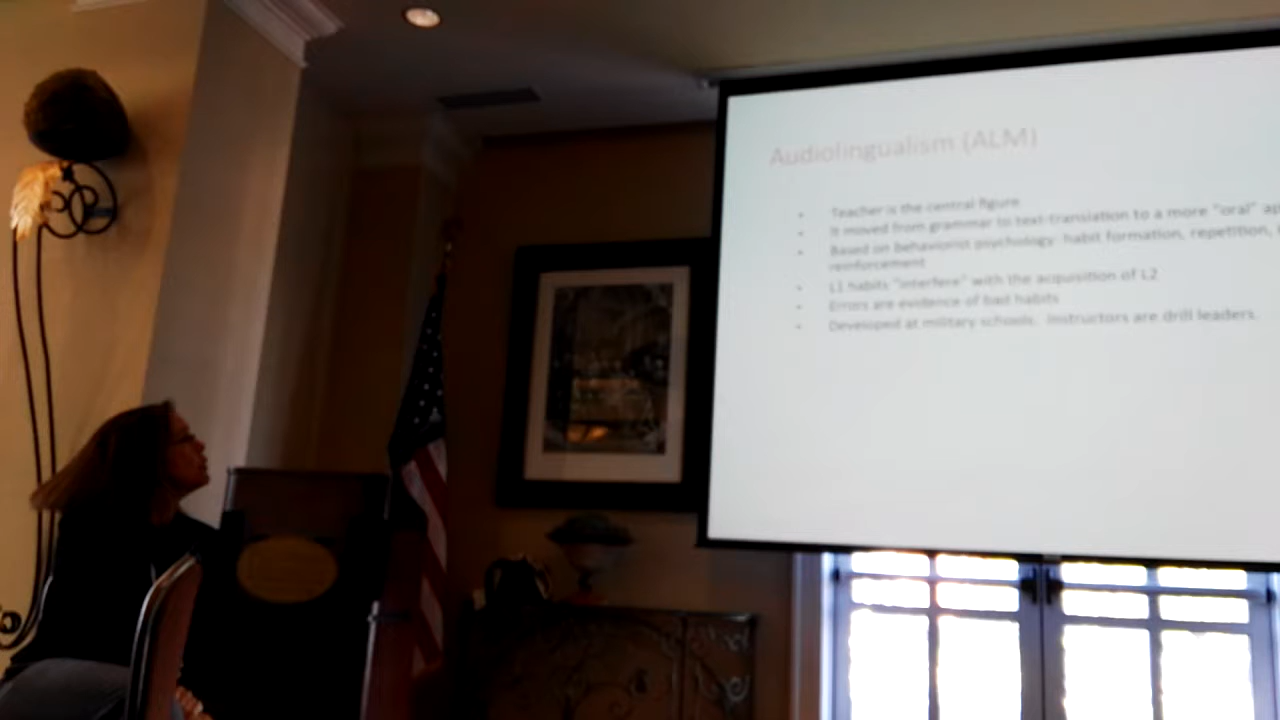 Audiolingualism (ALM)
• Teacher is the central figure
• It moved from grammar to text-translation to a more "oral"
• Based on behaviorist psychology: habit formation, repetition,
reinforcement
• L1 habits "interfere" with the acquisition of L2
• Errors are evidence of bad habits
• Developed at military schools. Instructors are drill leaders.